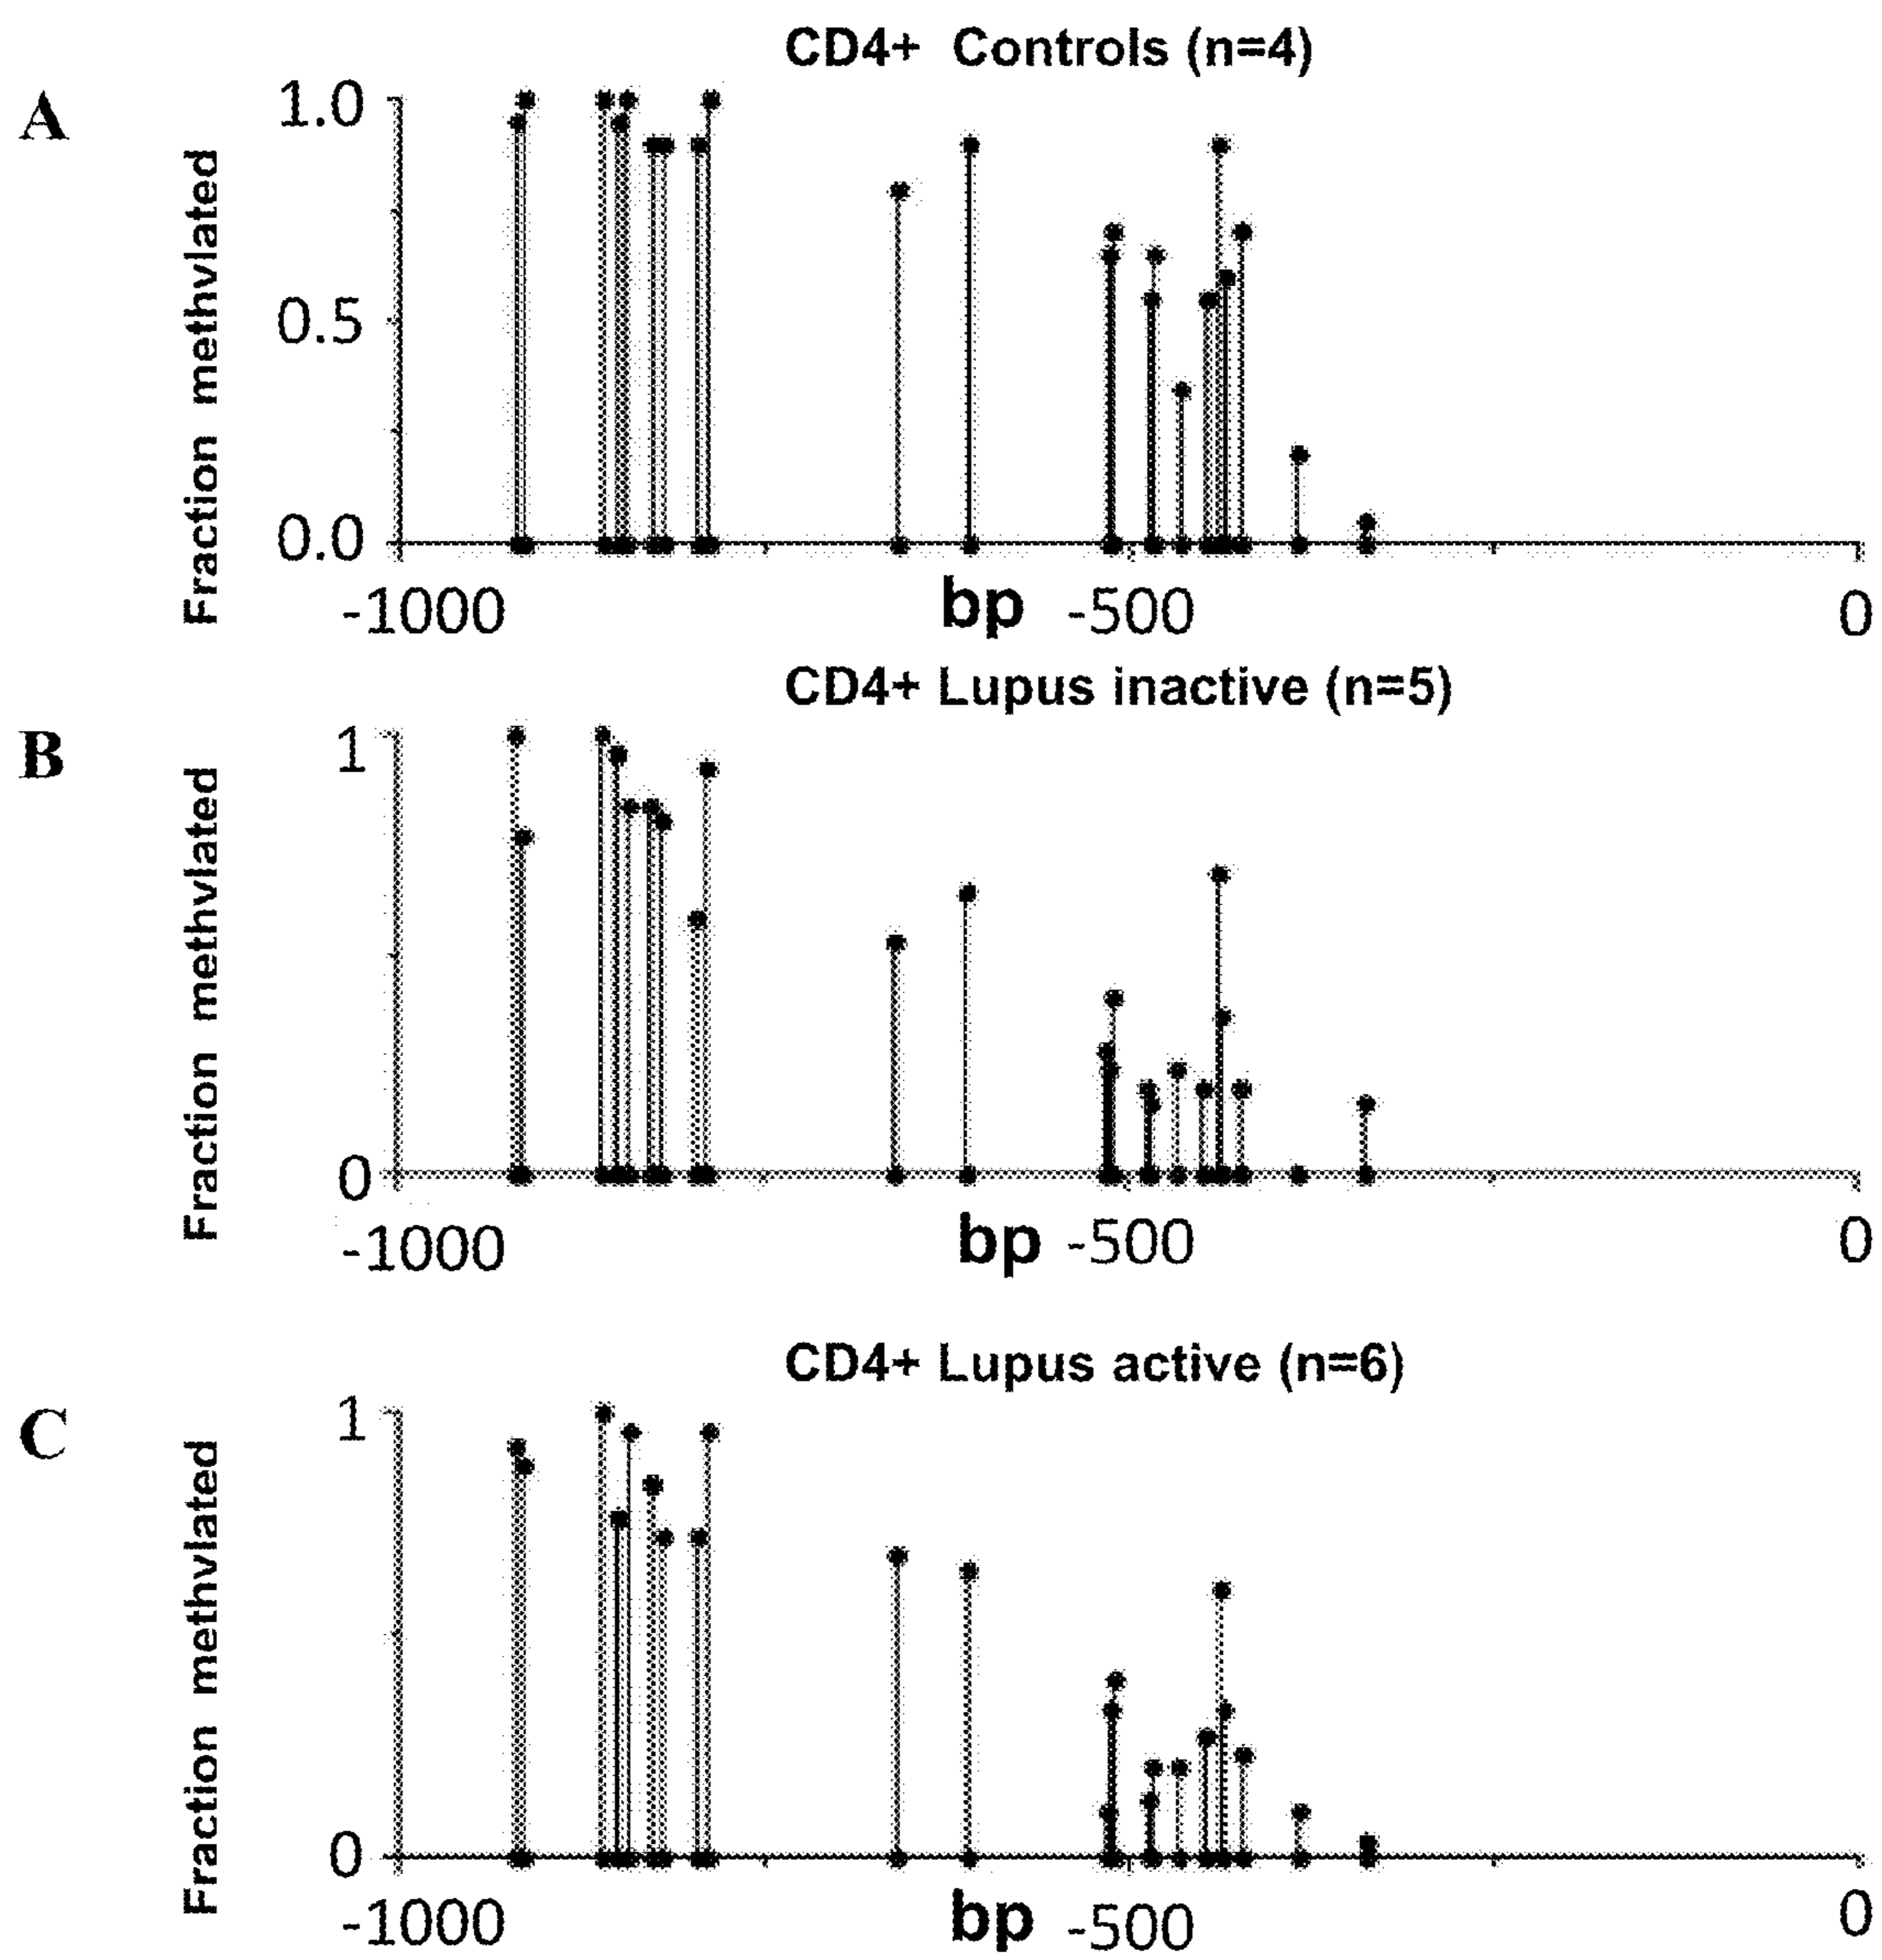 CD4+ Controls (n=4)
A
Fraction methvlated
1.0
0.5
0.0
-1000
bp
-500
0
CD4+ Lupus inactive (n=5)
B
Fraction methvlated
1
0
-1000
bp
-500
0
CD4+ Lupus active (n=6)
C
Fraction methvlated
1
0
-1000
bp
-500
0